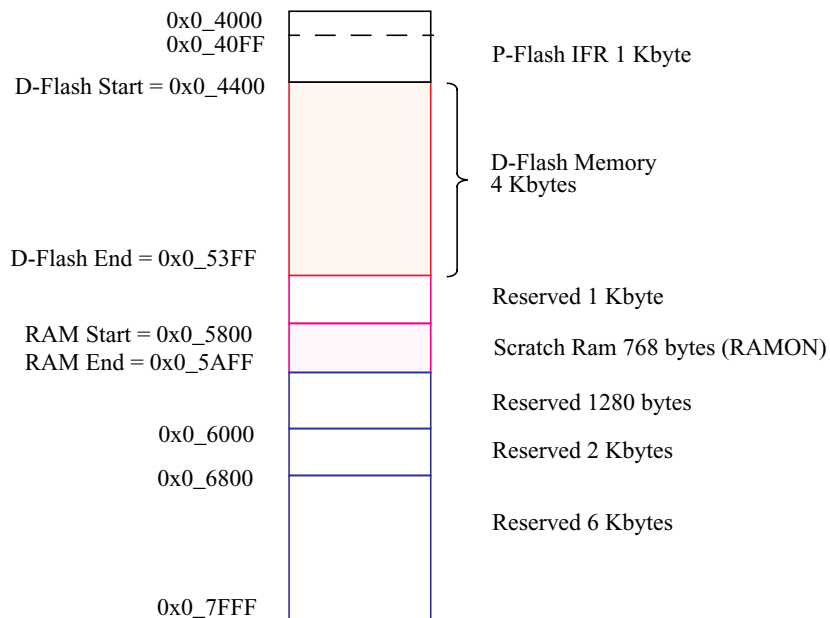 0x0_4000
0x0_40FF
P-Flash IFR 1 Kbyte
D-Flash Start = 0x0_4400
D-Flash Memory
4 Kbytes
D-Flash End = 0x0_53FF
Reserved 1 Kbyte
RAM Start = 0x0_5800
Scratch Ram 768 bytes (RAMON)
RAM End = 0x0_5AFF
Reserved 1280 bytes
0x0_6000
Reserved 2 Kbytes
0x0_6800
Reserved 6 Kbytes
0x0_7FFF